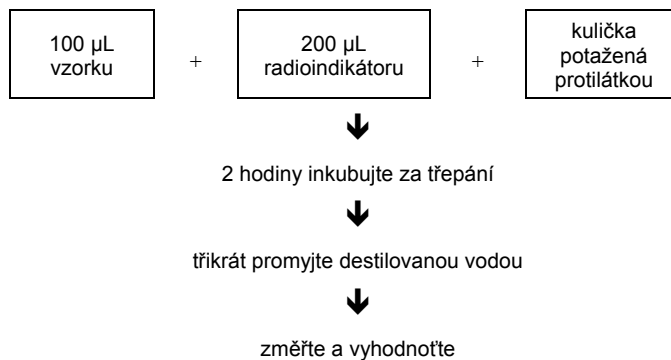 100 µL
vzorku
+
200 µL
radioindikátoru
+
kulička
potažená
protilátkou
2 hodiny inkubujte za třepání
třikrát promyjte destilovanou vodou
změřte a vyhodnoťte